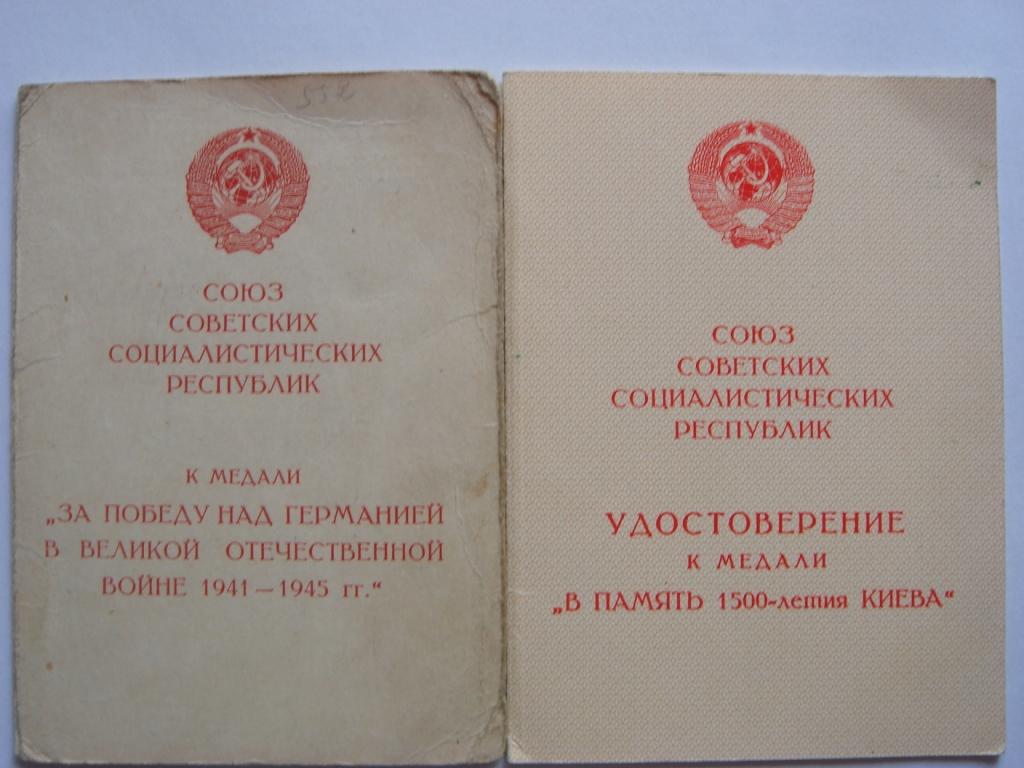 СОЮЗ
СОВЕТСКИХ
СОЦИАЛИСТИЧЕСКИХ
РЕСПУБЛИК
К МЕДАЛИ
„ЗА ПОБЕДУ НАД ГЕРМАНИЕЙ
В ВЕЛИКОЙ ОТЕЧЕСТВЕННОЙ
ВОЙНЕ 1941—1945 гг.“
СОЮЗ
СОВЕТСКИХ
СОЦИАЛИСТИЧЕСКИХ
РЕСПУБЛИК
УДОСТОВЕРЕНИЕ
К МЕДАЛИ
„В ПАМЯТЬ 1500-летия КИЕВА“